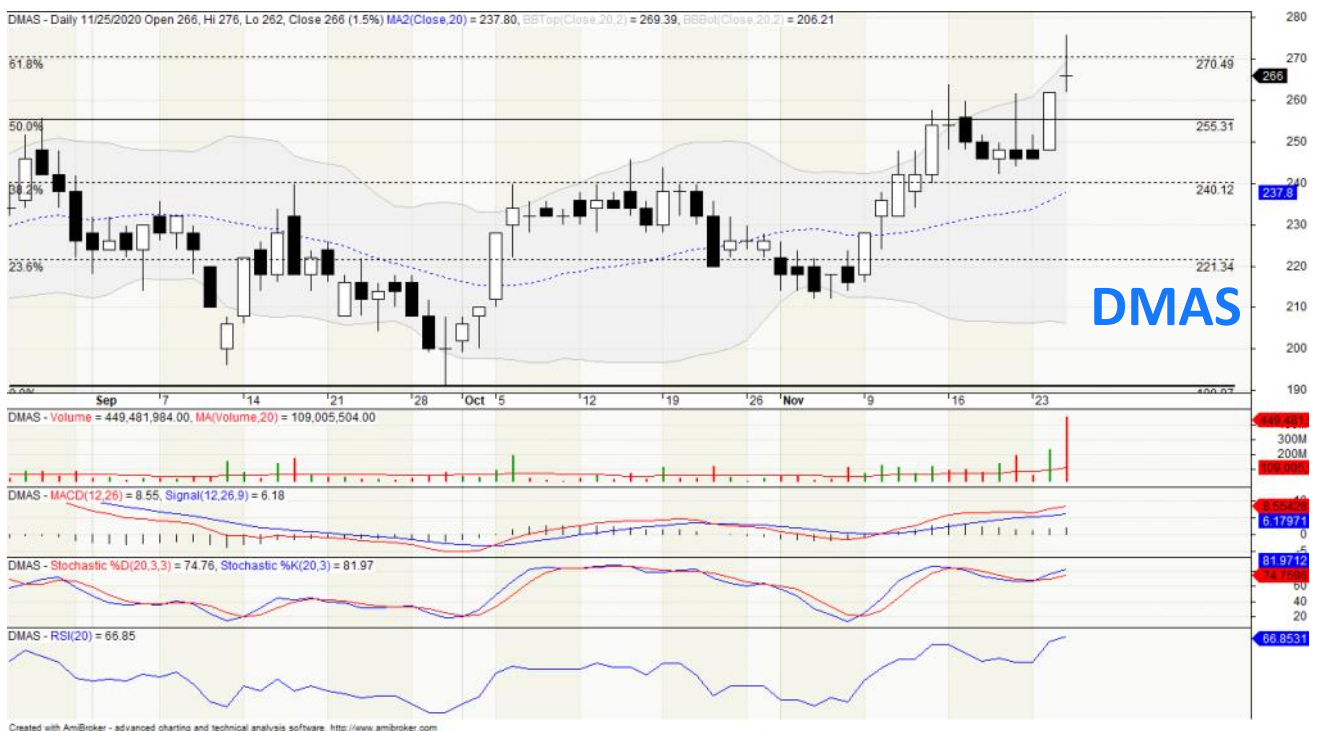 DMAS - Daily 11/25/2020 Open 266, Hi 276, Lo 262, Close 266 (1.5%) MA2(Close,20) = 237.80, BBTop(Close,20,2) = 269.39, BBBot(Close,20,2) = 206.21
280
61.8% 270.49 270
266
260
50.0% 255.31
250
38.2% 240.12 240
237.8
230
23.6% 221.34 220
DMAS
210
200
190
Sep 7 14 21 28 Oct 5 12 19 26 Nov 9 16 23
DMAS - Volume = 449,481,984.00, MA(Volume,20) = 109,005,504.00
300M
200M
DMAS - MACD(12,26) = 8.55, Signal(12,26,9) = 6.18
8.55428
6.17971
0
-5
DMAS - Stochastic %D(20,3,3) = 74.76, Stochastic %K(20,3) = 81.97
81.9712
60
40
20
DMAS - RSI(20) = 66.85
66.8531
Created with AmiBroker - advanced charting and technical analysis software. http://www.amibroker.com